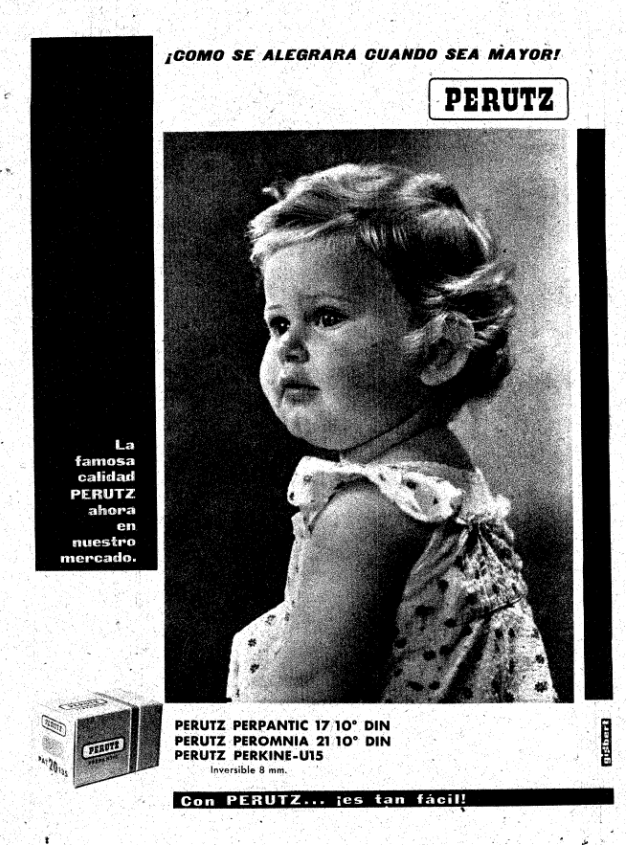 ¡COMO SE ALEGRARA CUANDO SEA MAYOR!
PERUTZ
La
famosa
calidad
PERUTZ
ahora
en
nuestro
mercado.
PERUTZ
PERUTZ
PERPANTIC
PERUTZ PERPANTIC 17/10° DIN
PERUTZ PEROMNIA 21/10° DIN
PERUTZ PERKINE-U15
Inversible 8 mm.
gisbert
Con PERUTZ... ¡es tan fácil!